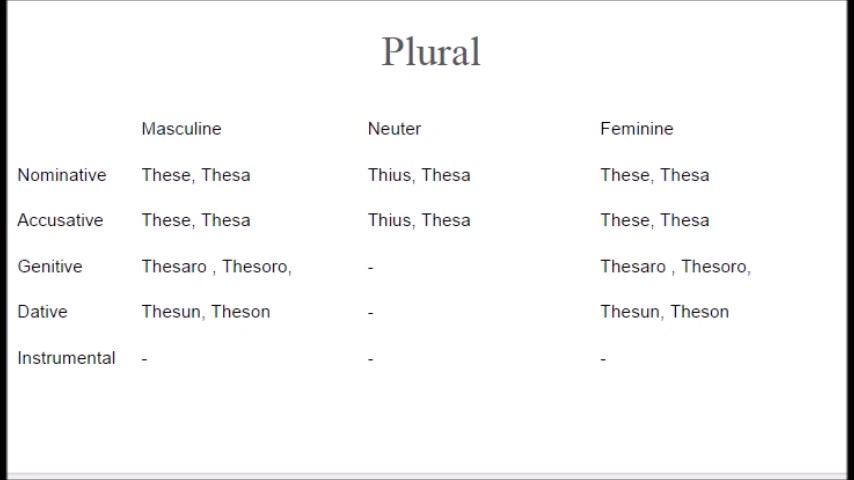 Plural
Masculine Neuter Feminine
Nominative These, Thesa Thius, Thesa These, Thesa
Accusative These, Thesa Thius, Thesa These, Thesa
Genitive Thesaro , Thesoro, - Thesaro , Thesoro,
Dative Thesun, Theson - Thesun, Theson
Instrumental - - -